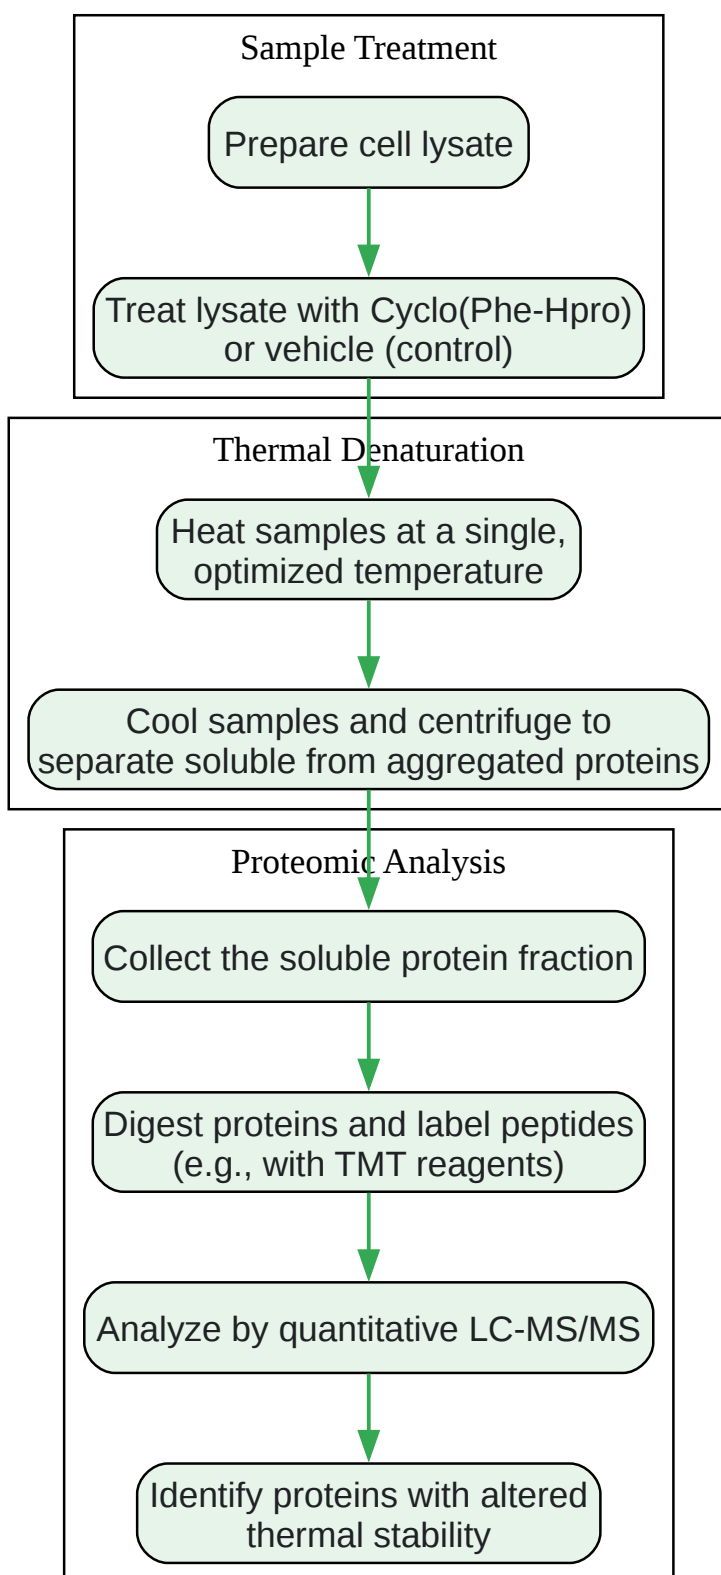 Sample Treatment
Prepare cell lysate
Treat lysate with Cyclo(Phe-Hpro)
or vehicle (control)
Thermal Denaturation
Heat samples at a single,
optimized temperature
Cool samples and centrifuge to
separate soluble from aggregated proteins
Proteomic Analysis
Collect the soluble protein fraction
Digest proteins and label peptides
(e.g., with TMT reagents)
Analyze by quantitative LC-MS/MS
Identify proteins with altered
thermal stability